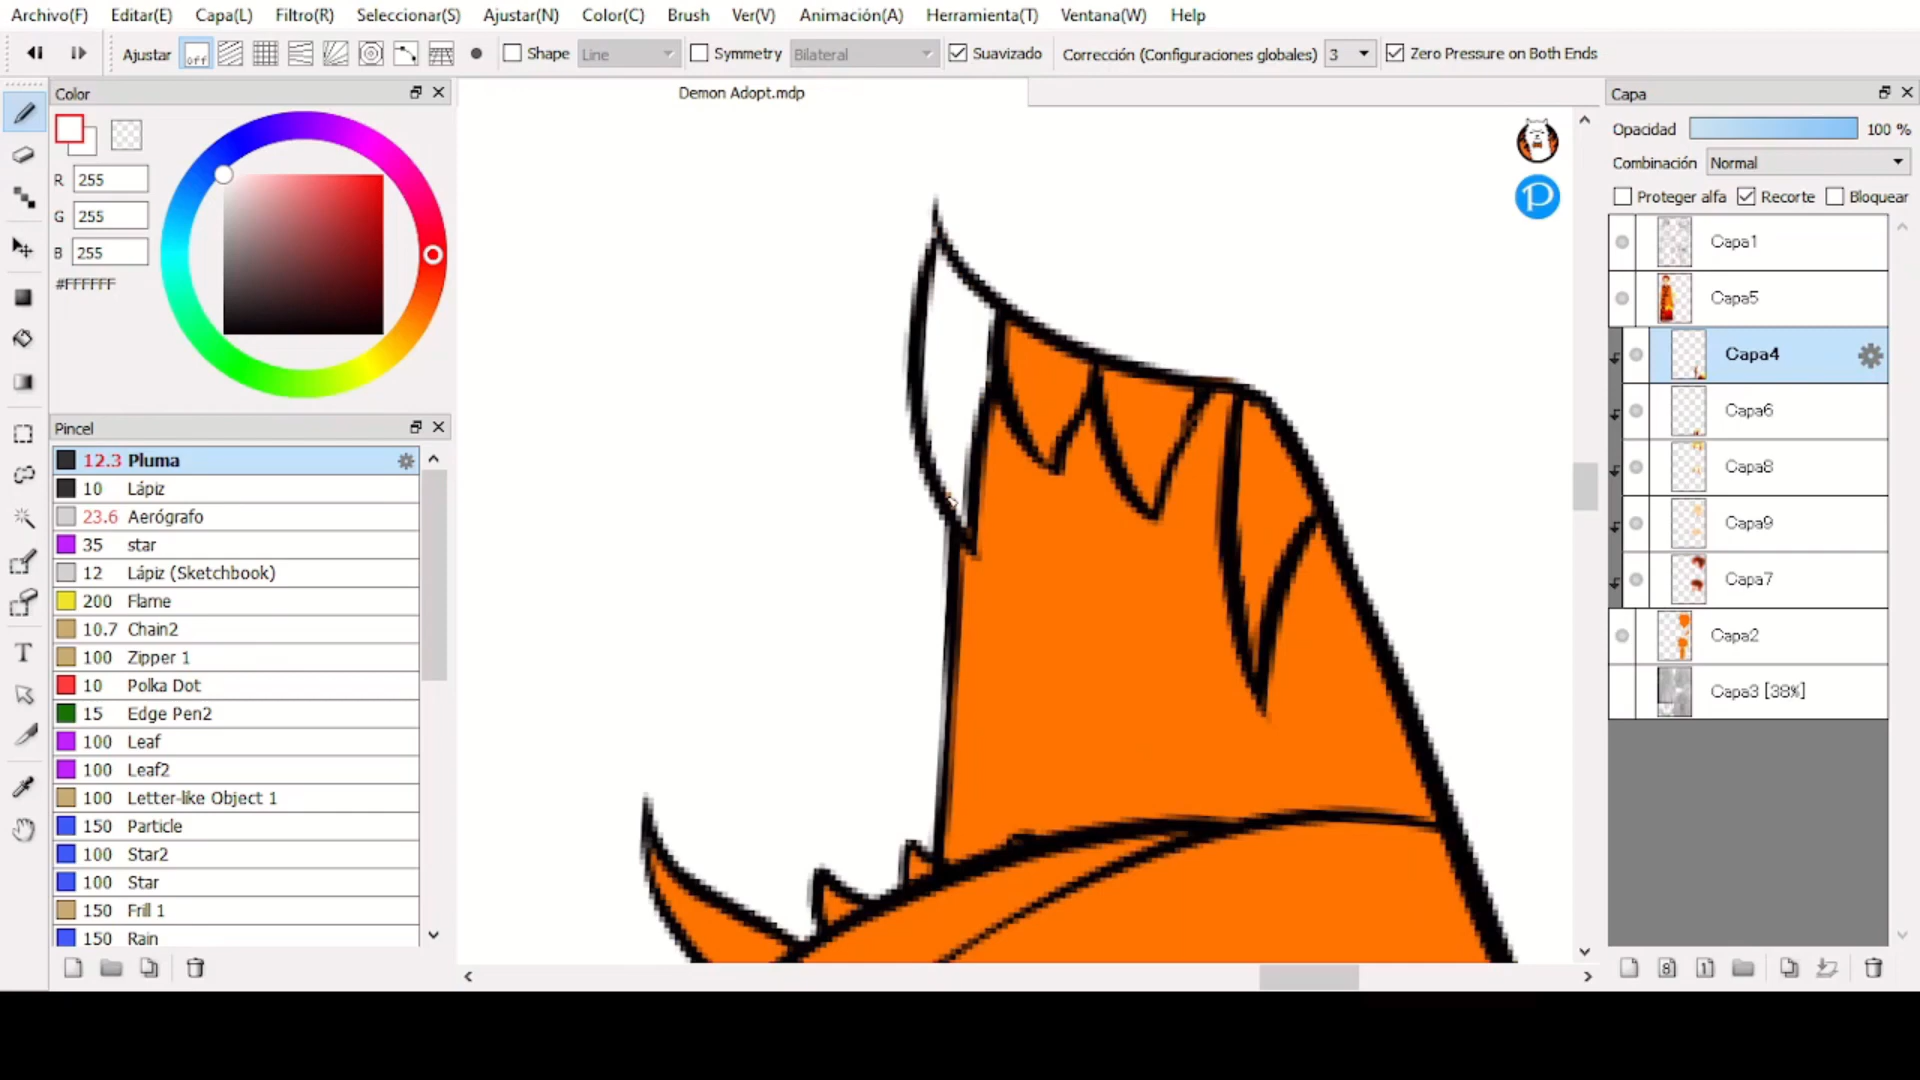 Archivo(F) Editar(E) Capa(L) Filtro(R) Seleccionar(S) Ajustar(N) Color(C) Brush Ver(V) Animación(A) Herramienta(T) Ventana(W) Help
Ajustar off Shape Line Symmetry Bilateral Suavizado Corrección (Configuraciones globales) 3 Zero Pressure on Both Ends
Color
Demon Adopt.mdp
R 255
G 255
B 255
#FFFFFF
Pincel
12.3 Pluma
10 Lápiz
23.6 Aerógrafo
35 star
12 Lápiz (Sketchbook)
200 Flame
10.7 Chain2
100 Zipper 1
10 Polka Dot
15 Edge Pen2
100 Leaf
100 Leaf2
100 Letter-like Object 1
150 Particle
100 Star2
100 Star
150 Frill 1
150 Rain
T
P
Capa
Opacidad 100 %
Combinación Normal
Proteger alfa Recorte Bloquear
Capa1
Capa5
Capa4
Capa6
Capa8
Capa9
Capa7
Capa2
Capa3 [38%]
8 1